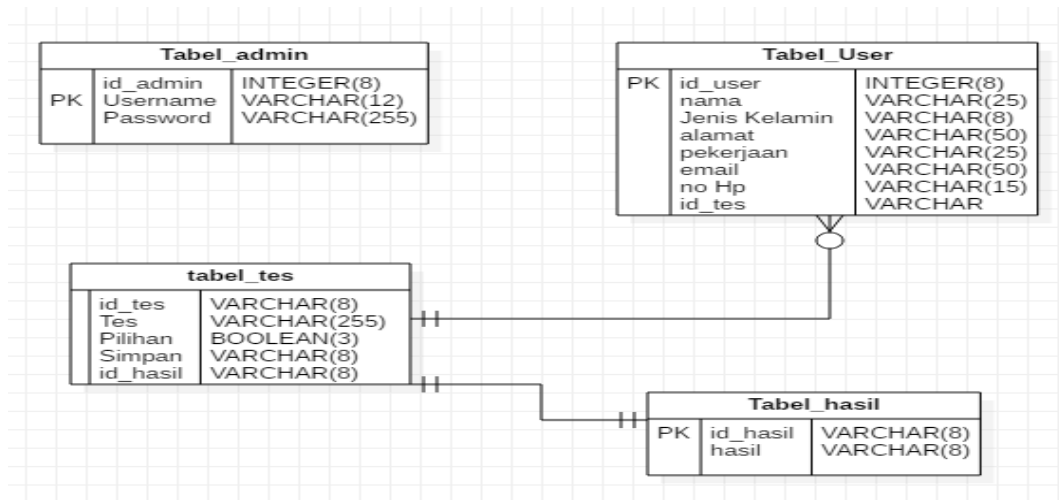 Tabel_admin
id_admin INTEGER(8)
PK Username VARCHAR(12)
Password VARCHAR(255)
Tabel_User
PK id_user INTEGER(8)
nama VARCHAR(25)
Jenis Kelamin VARCHAR(8)
alamat VARCHAR(50)
pekerjaan VARCHAR(25)
email VARCHAR(50)
no Hp VARCHAR(15)
id_tes VARCHAR
tabel_tes
id_tes VARCHAR(8)
Tes VARCHAR(255)
Pilihan BOOLEAN(3)
Simpan VARCHAR(8)
id_hasil VARCHAR(8)
Tabel_hasil
PK id_hasil VARCHAR(8)
hasil VARCHAR(8)